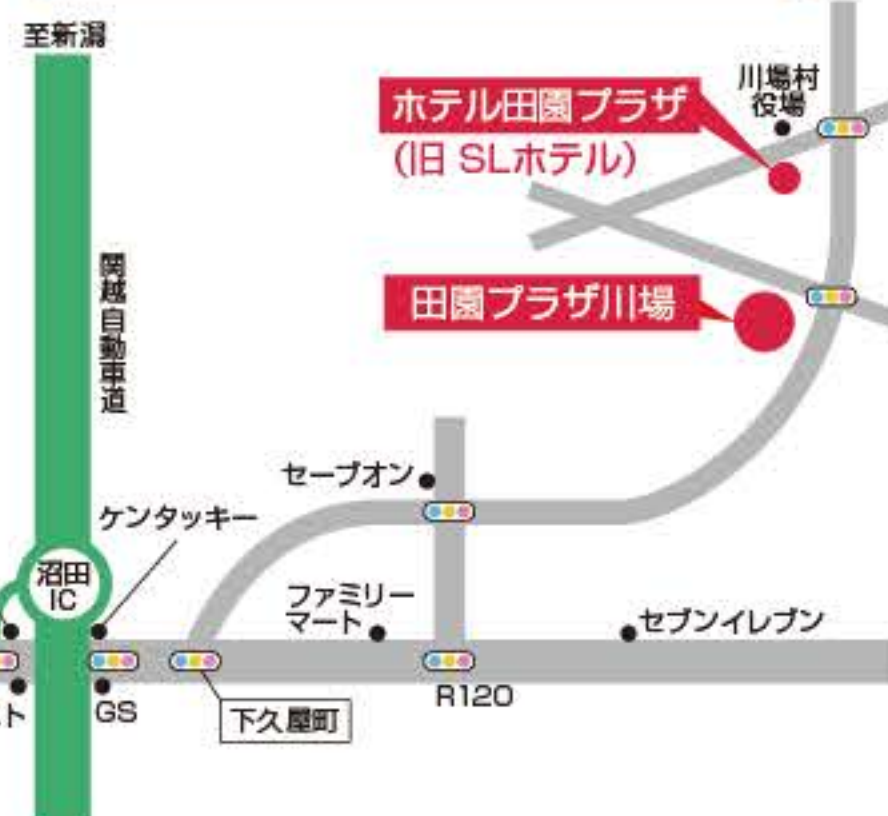 至新潟
川場村
役場
ホテル田園プラザ
(旧 SLホテル)
関越自動車道
田園プラザ川場
セーブオン
ケンタッキー
沼田
IC
ファミリー
マート
セブンイレブン
ト
GS
R120
下久屋町